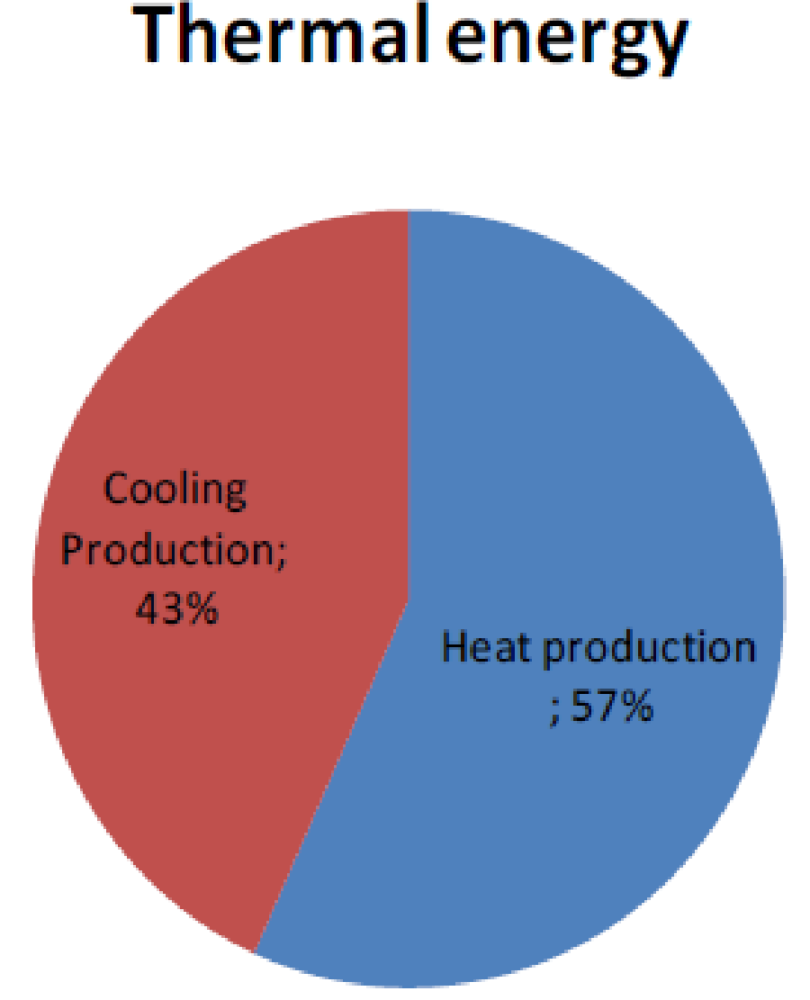 Thermal energy
Cooling
Production;
43%
Heat production
; 57%